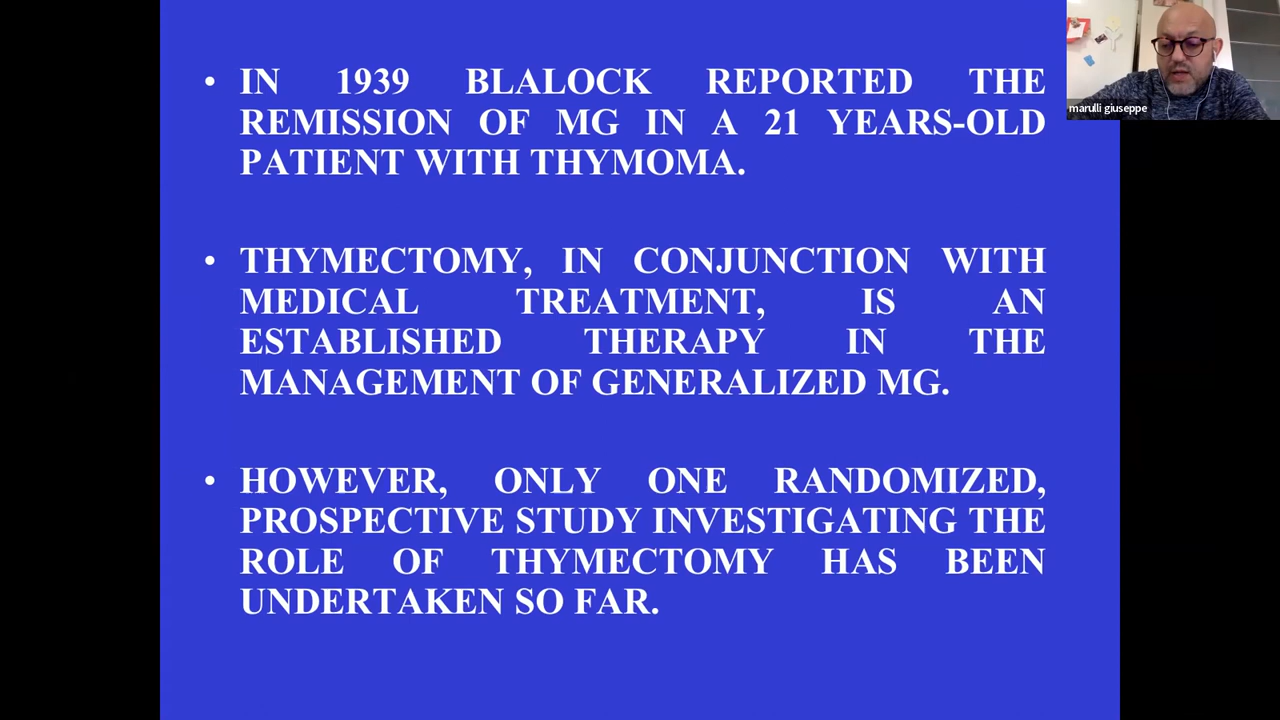 • IN 1939 BLALOCK REPORTED THE
REMISSION OF MG IN A 21 YEARS-OLD
PATIENT WITH THYMOMA.
• THYMECTOMY, IN CONJUNCTION WITH
MEDICAL TREATMENT, IS AN
ESTABLISHED THERAPY IN THE
MANAGEMENT OF GENERALIZED MG.
• HOWEVER, ONLY ONE RANDOMIZED,
PROSPECTIVE STUDY INVESTIGATING THE
ROLE OF THYMECTOMY HAS BEEN
UNDERTAKEN SO FAR.
marulli giuseppe